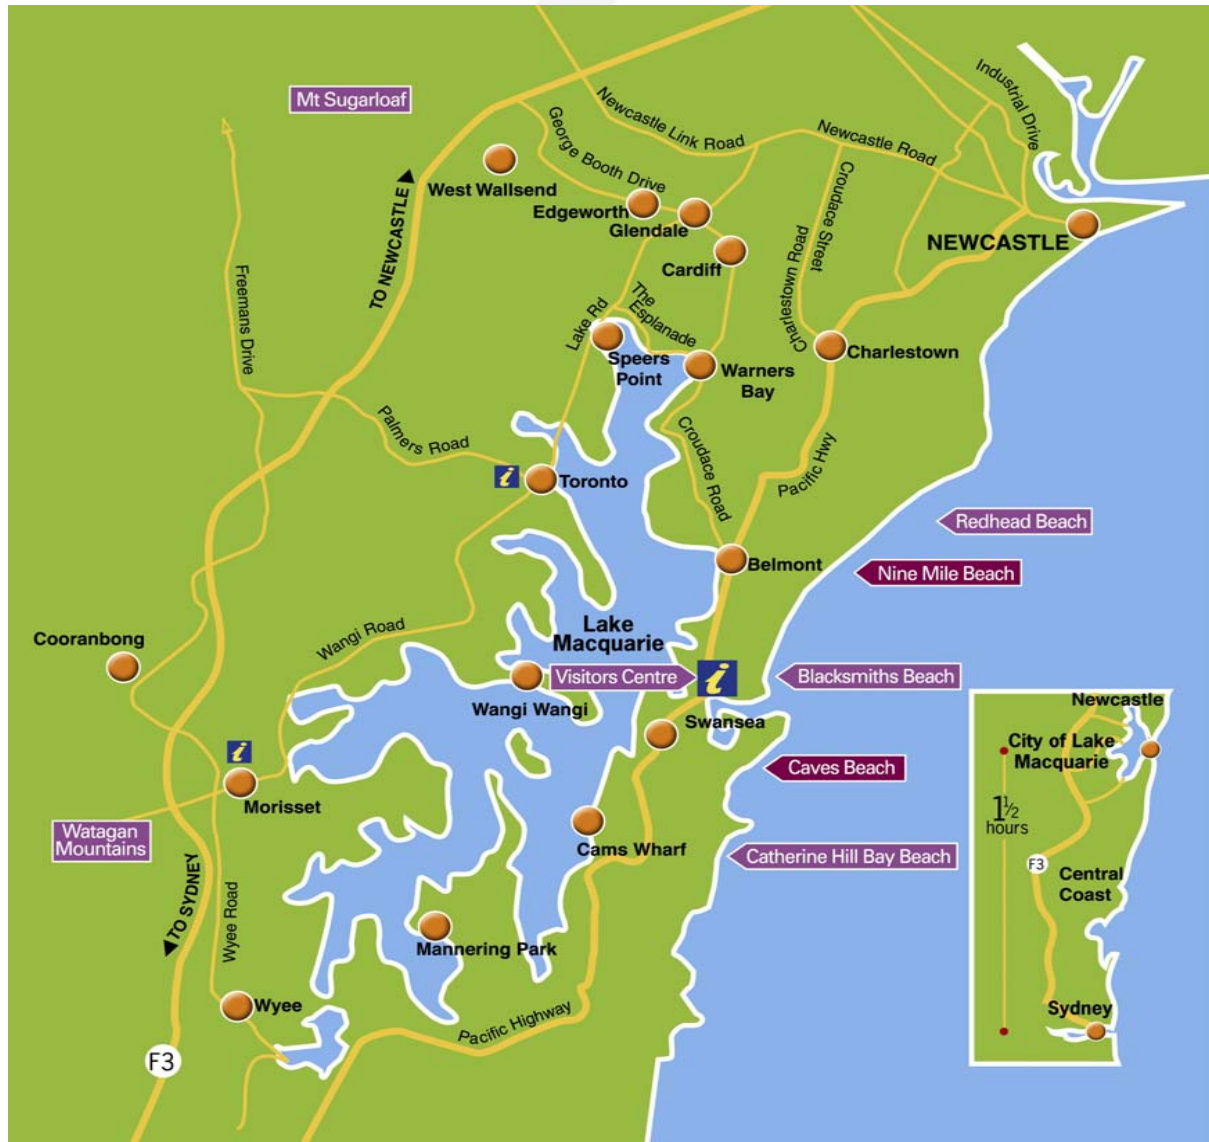 Mt Sugarloaf
Industrial Drive
Newcastle Link Road
Newcastle Road
George Booth Drive
West Wallsend
Croudace Street
TO NEWCASTLE
Edgeworth
Glendale
NEWCASTLE
Cardiff
Charlestown Road
Freemans Drive
Lake Rd
The
Esplanade
Speers
Point
Charlestown
Warners
Bay
Palmers Road
Croudace Road
Pacific Hwy
i
Toronto
Redhead Beach
Belmont
Nine Mile Beach
Cooranbong
Wangi Road
Lake
Macquarie
Visitors Centre
i
Blacksmiths Beach
Wangi Wangi
Swansea
Newcastle
City of Lake
Macquarie
i
Morisset
Caves Beach
1½
hours
Watagan
Mountains
Cams Wharf
Catherine Hill Bay Beach
F3
Central
Coast
TO SYDNEY
Wyee Road
Mannering Park
Wyee
Pacific Highway
Sydney
F3